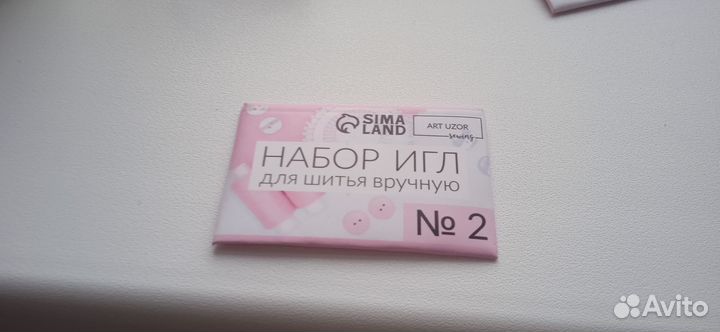 SIMA LAND
ART UZOR
sewing
НАБОР ИГЛ
для шитья вручную
№ 2
Avito